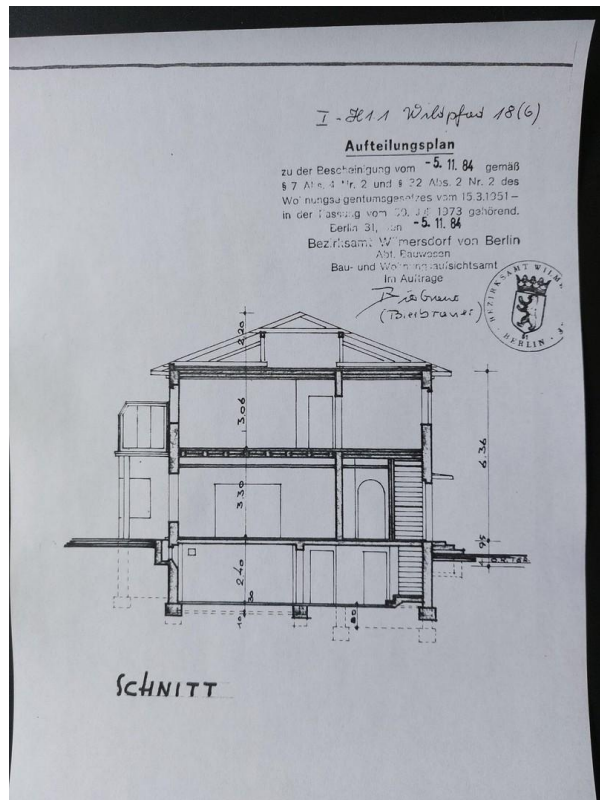 I - H11 Wildpfad 18(6)
Aufteilungsplan
zu der Bescheinigung vom -5. 11. 84 gemäß
§ 7 Abs. 4 Nr. 2 und § 32 Abs. 2 Nr. 2 des
Wohnungseigentumsgesetzes vom 15.3.1951 –
in der Fassung vom 30. Juli 1973 gehörend.
Berlin 31, den -5. 11. 84
Bezirksamt Wilmersdorf von Berlin
Abt. Bauwesen
Bau- und Wohnungsaufsichtsamt
Im Auftrage
BEZIRKSAMT WILM
BERLIN
2,20
3.06
6,36
3.30
95
2.40
30
80
SCHNITT